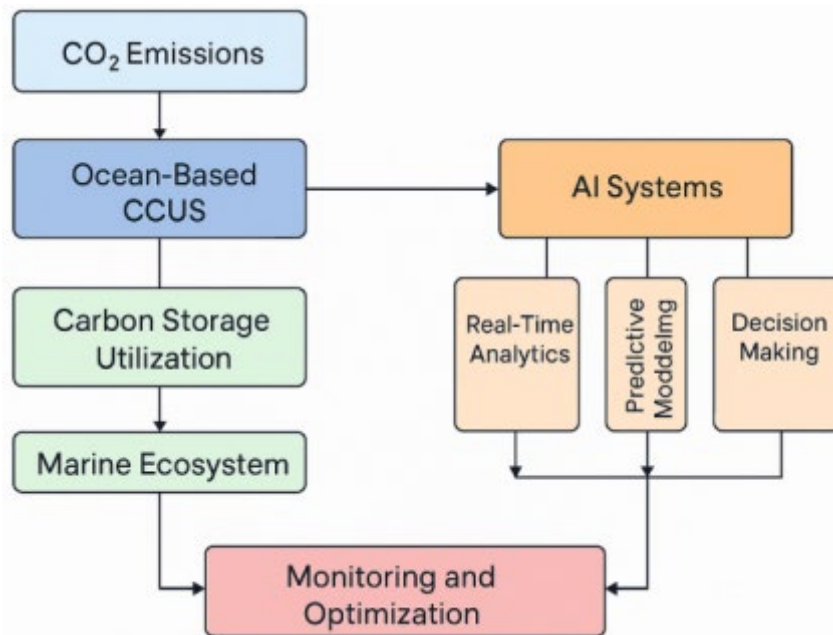 CO₂ Emissions
Ocean-Based
CCUS
AI Systems
Carbon Storage
Utilization
Real-Time
Analytics
PredIctive
Moddelmg
Decision
Making
Marine Ecosystem
Monitoring and
Optimization